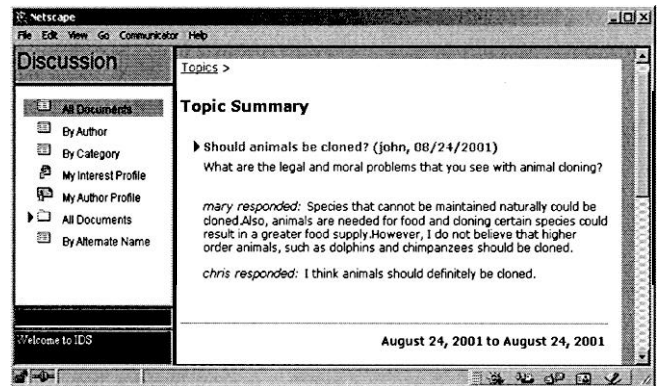 Netscape
File Edit View Go Communicator Help
Discussion
All Documents
By Author
By Category
My Interest Profile
My Author Profile
All Documents
By Alternate Name
Welcome to IDS
Topics >
Topic Summary
Should animals be cloned? (john, 08/24/2001)
What are the legal and moral problems that you see with animal cloning?
mary responded: Species that cannot be maintained naturally could be
cloned.Also, animals are needed for food and cloning certain species could
result in a greater food supply.However, I do not believe that higher
order animals, such as dolphins and chimpanzees should be cloned.
chris responded: I think animals should definitely be cloned.
August 24, 2001 to August 24, 2001